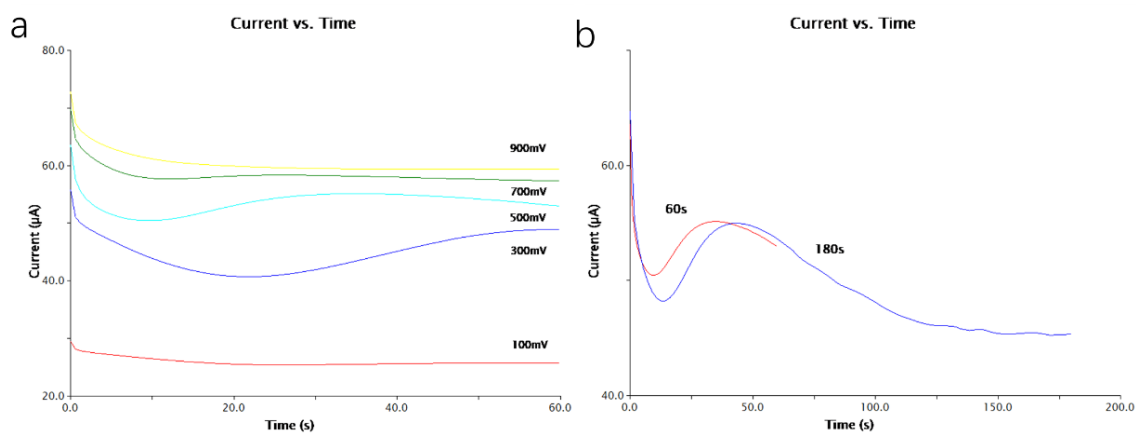 a
Current vs. Time
80.0
60.0
40.0
20.0
Current (µA)
900mV
700mV
500mV
300mV
100mV
0.0 20.0 40.0 60.0
Time (s)
b
Current vs. Time
60.0
40.0
Current (µA)
60s
180s
0.0 50.0 100.0 150.0 200.0
Time (s)